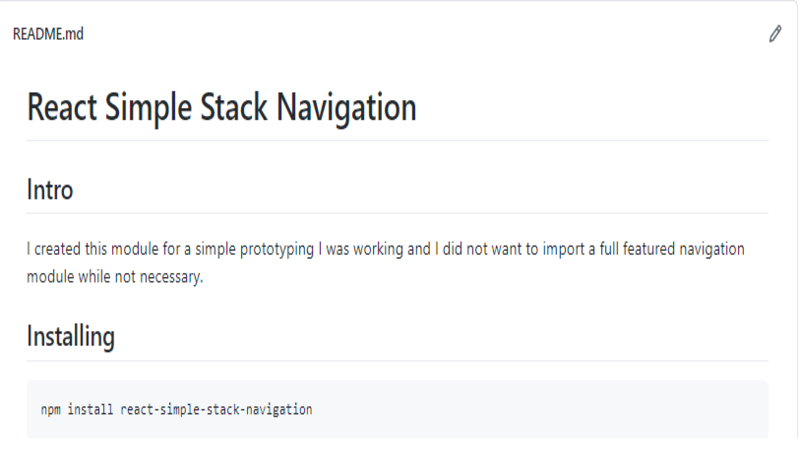 README.md
React Simple Stack Navigation
Intro
I created this module for a simple prototyping I was working and I did not want to import a full featured navigation
module while not necessary.
Installing
npm install react-simple-stack-navigation